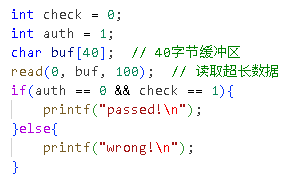 int check = 0;
int auth = 1;
char buf[40];  // 40字节缓冲区
read(0, buf, 100);  // 读取超长数据
if(auth == 0 && check == 1){
    printf("passed!\n");
}else{
    printf("wrong!\n");
}